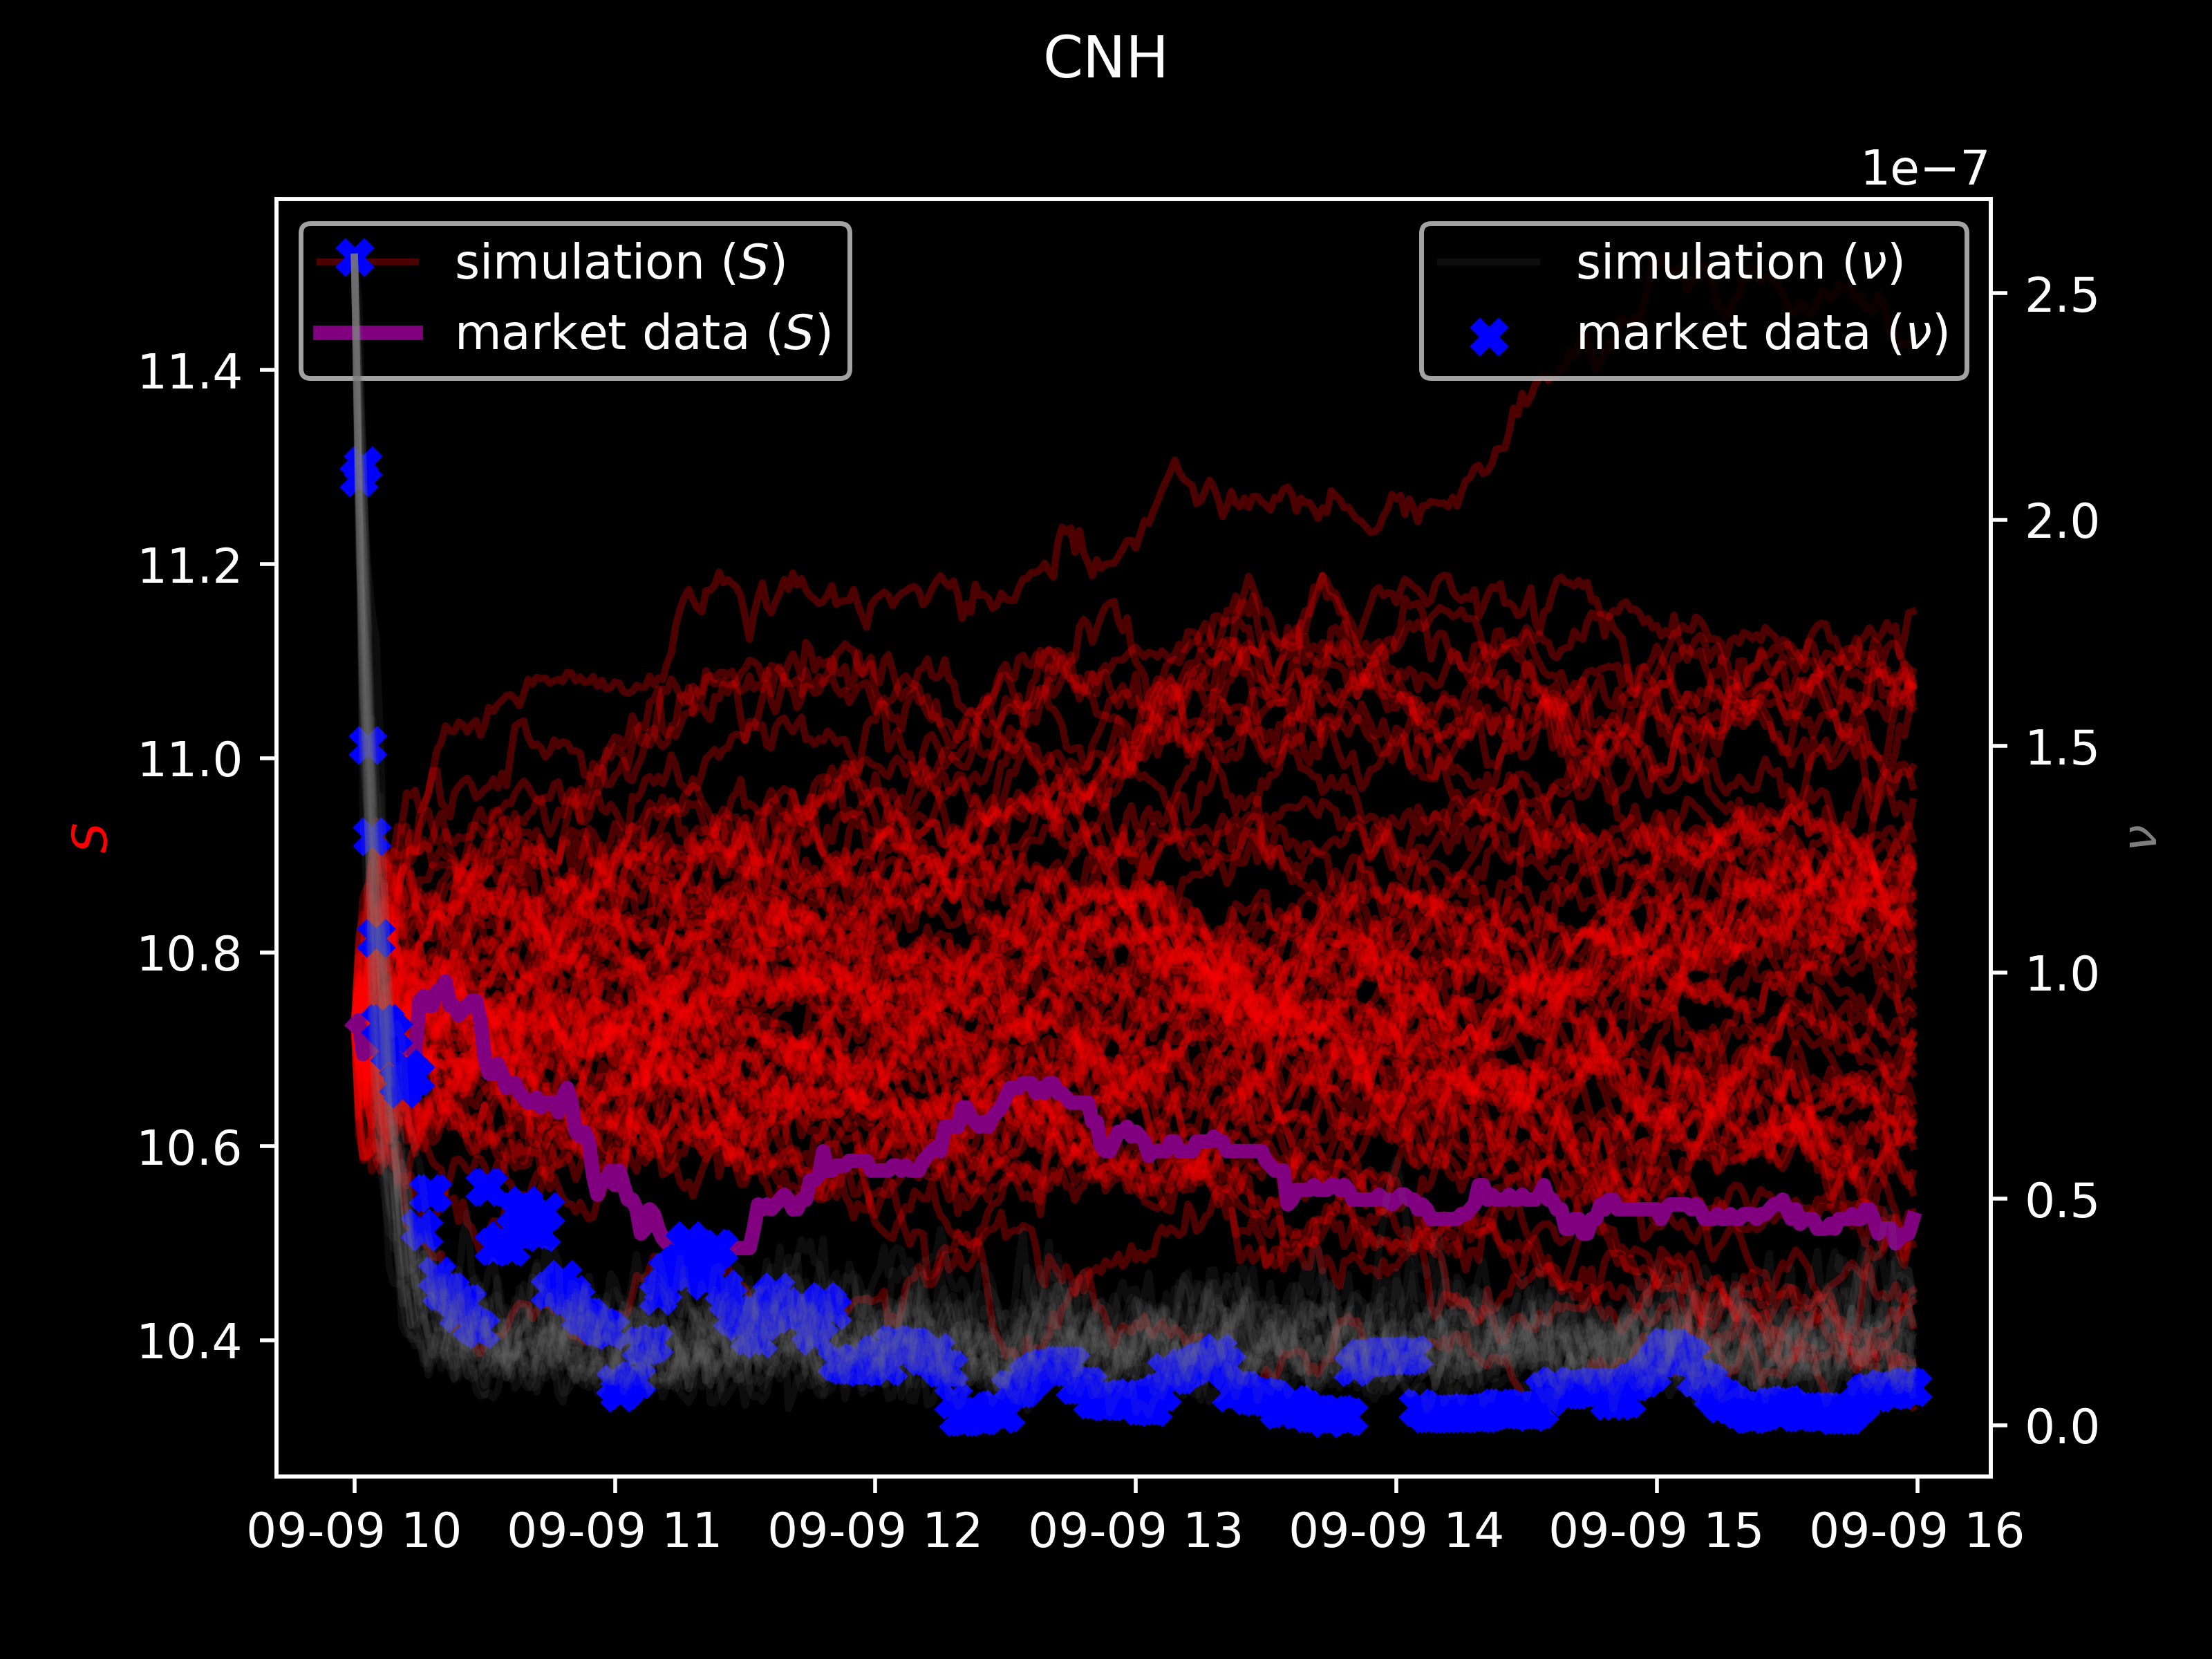 CNH
1e−7
simulation (S)
market data (S)
simulation (ν)
market data (ν)
11.4
11.2
11.0
10.8
10.6
10.4
S
2.5
2.0
1.5
1.0
0.5
0.0
ν
09-09 10
09-09 11
09-09 12
09-09 13
09-09 14
09-09 15
09-09 16